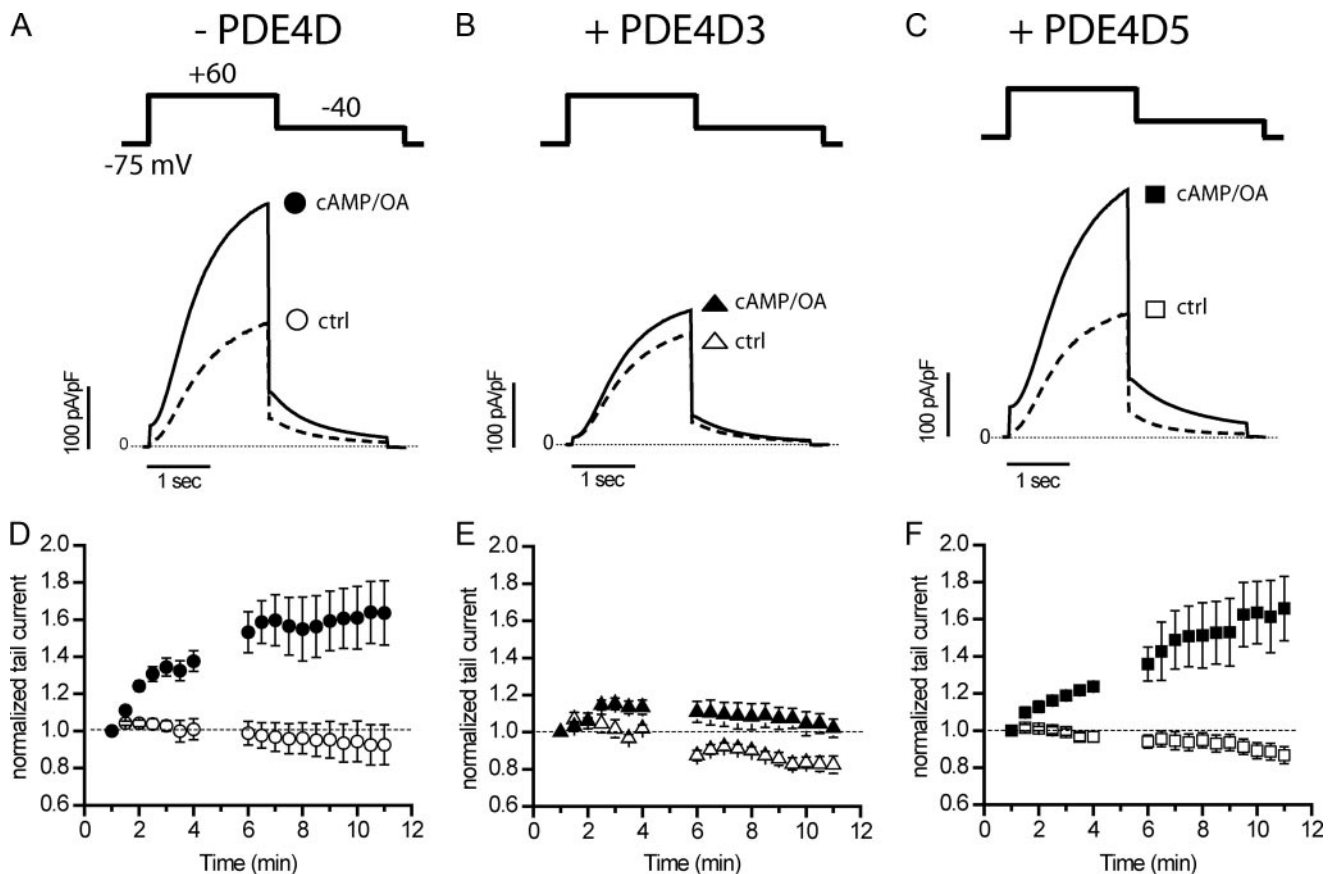 A
- PDE4D
B
+ PDE4D3
C
+ PDE4D5
+60
-40
-75 mV
cAMP/OA
ctrl
100 pA/pF
0
1 sec
cAMP/OA
ctrl
100 pA/pF
0
1 sec
cAMP/OA
ctrl
100 pA/pF
0
1 sec
D
normalized tail current
2.0
1.8
1.6
1.4
1.2
1.0
0.8
0.6
0 2 4 6 8 10 12
Time (min)
E
normalized tail current
2.0
1.8
1.6
1.4
1.2
1.0
0.8
0.6
0 2 4 6 8 10 12
Time (min)
F
normalized tail current
2.0
1.8
1.6
1.4
1.2
1.0
0.8
0.6
0 2 4 6 8 10 12
Time (min)